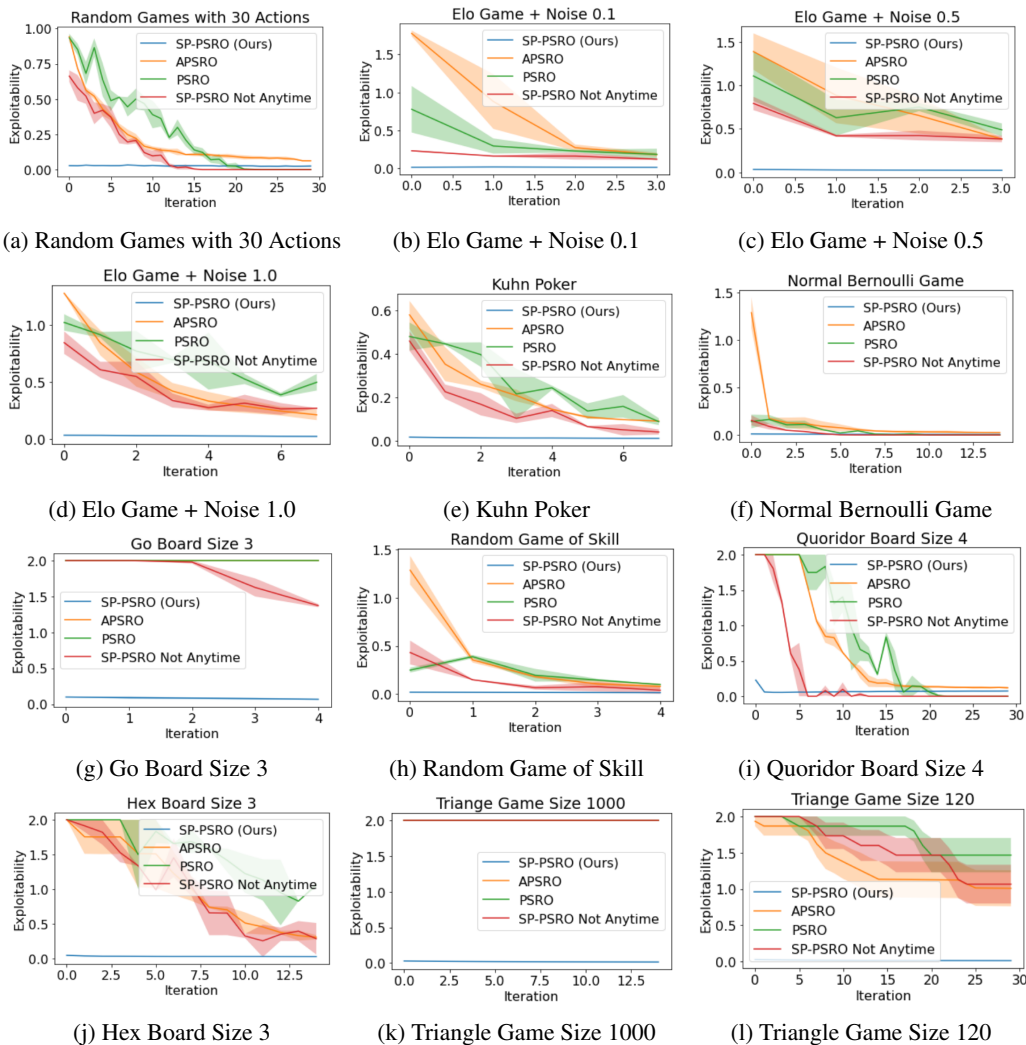 Random Games with 30 Actions
Exploitability
1.00
0.75
0.50
0.25
0.00
SP-PSRO (Ours)
APSRO
PSRO
SP-PSRO Not Anytime
0 5 10 15 20 25 30
Iteration
(a) Random Games with 30 Actions
Elo Game + Noise 0.1
Exploitability
1.5
1.0
0.5
0.0
SP-PSRO (Ours)
APSRO
PSRO
SP-PSRO Not Anytime
0.0 0.5 1.0 1.5 2.0 2.5 3.0
Iteration
(b) Elo Game + Noise 0.1
Elo Game + Noise 0.5
Exploitability
1.5
1.0
0.5
0.0
SP-PSRO (Ours)
APSRO
PSRO
SP-PSRO Not Anytime
0.0 0.5 1.0 1.5 2.0 2.5 3.0
Iteration
(c) Elo Game + Noise 0.5
Elo Game + Noise 1.0
Exploitability
1.0
0.5
0.0
SP-PSRO (Ours)
APSRO
PSRO
SP-PSRO Not Anytime
0 2 4 6
Iteration
(d) Elo Game + Noise 1.0
Kuhn Poker
Exploitability
0.6
0.4
0.2
0.0
SP-PSRO (Ours)
APSRO
PSRO
SP-PSRO Not Anytime
0 2 4 6
Iteration
(e) Kuhn Poker
Normal Bernoulli Game
Exploitability
1.5
1.0
0.5
0.0
SP-PSRO (Ours)
APSRO
PSRO
SP-PSRO Not Anytime
0.0 2.5 5.0 7.5 10.0 12.5
Iteration
(f) Normal Bernoulli Game
Go Board Size 3
Exploitability
2.0
1.5
1.0
0.5
0.0
SP-PSRO (Ours)
APSRO
PSRO
SP-PSRO Not Anytime
0 1 2 3 4
Iteration
(g) Go Board Size 3
Random Game of Skill
Exploitability
1.5
1.0
0.5
0.0
SP-PSRO (Ours)
APSRO
PSRO
SP-PSRO Not Anytime
0 1 2 3 4
Iteration
(h) Random Game of Skill
Quoridor Board Size 4
Exploitability
2.0
1.5
1.0
0.5
0.0
SP-PSRO (Ours)
APSRO
PSRO
SP-PSRO Not Anytime
0 5 10 15 20 25 30
Iteration
(i) Quoridor Board Size 4
Hex Board Size 3
Exploitability
2.0
1.5
1.0
0.5
0.0
SP-PSRO (Ours)
APSRO
PSRO
SP-PSRO Not Anytime
0.0 2.5 5.0 7.5 10.0 12.5
Iteration
(j) Hex Board Size 3
Triange Game Size 1000
Exploitability
2.0
1.5
1.0
0.5
0.0
SP-PSRO (Ours)
APSRO
PSRO
SP-PSRO Not Anytime
0.0 2.5 5.0 7.5 10.0 12.5
Iteration
(k) Triangle Game Size 1000
Triange Game Size 120
Exploitability
2.0
1.5
1.0
0.5
0.0
SP-PSRO (Ours)
APSRO
PSRO
SP-PSRO Not Anytime
0 5 10 15 20 25 30
Iteration
(l) Triangle Game Size 120